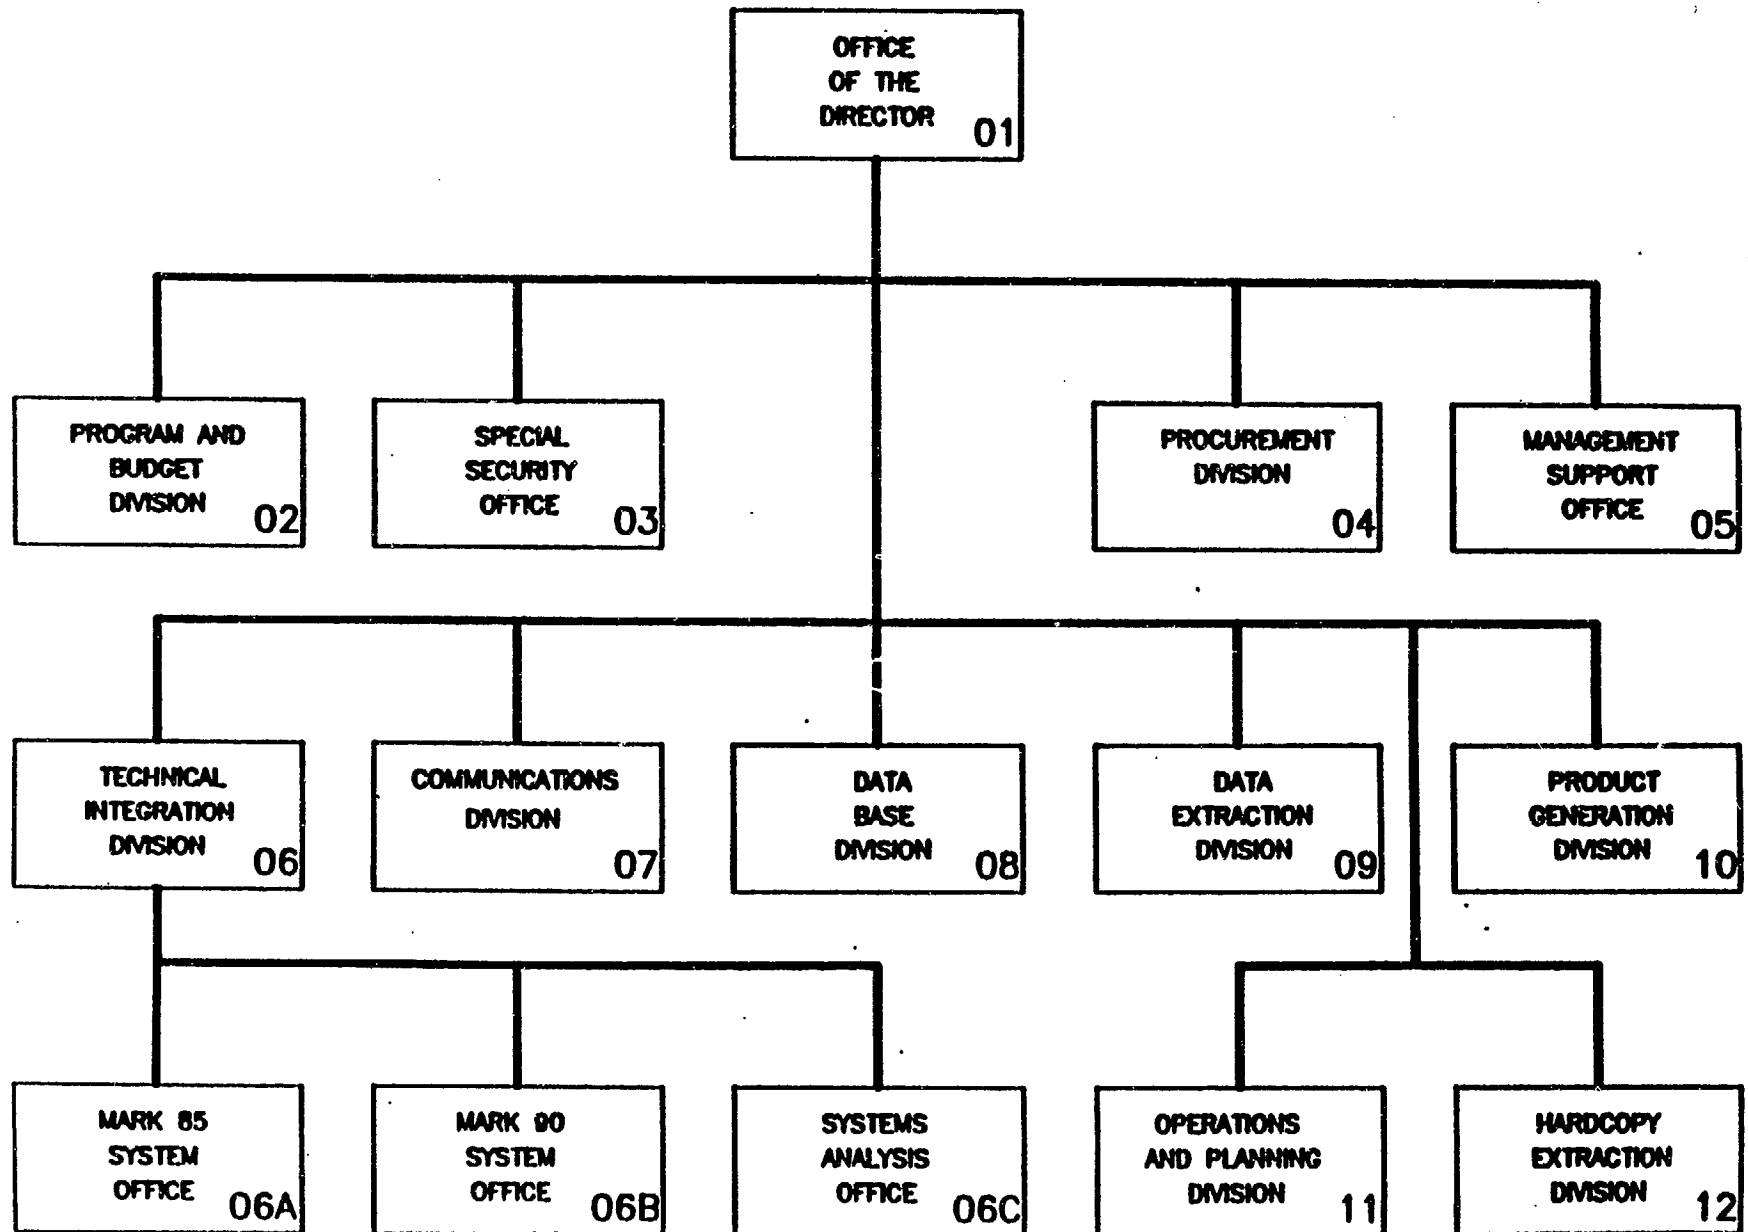 OFFICE
OF THE
DIRECTOR
01
PROGRAM AND
BUDGET
DIVISION
02
SPECIAL
SECURITY
OFFICE
03
PROCUREMENT
DIVISION
04
MANAGEMENT
SUPPORT
OFFICE
05
TECHNICAL
INTEGRATION
DIVISION
06
COMMUNICATIONS
DIVISION
07
DATA
BASE
DIVISION
08
DATA
EXTRACTION
DIVISION
09
PRODUCT
GENERATION
DIVISION
10
MARK 85
SYSTEM
OFFICE
06A
MARK 90
SYSTEM
OFFICE
06B
SYSTEMS
ANALYSIS
OFFICE
06C
OPERATIONS
AND PLANNING
DIVISION
11
HARDCOPY
EXTRACTION
DIVISION
12